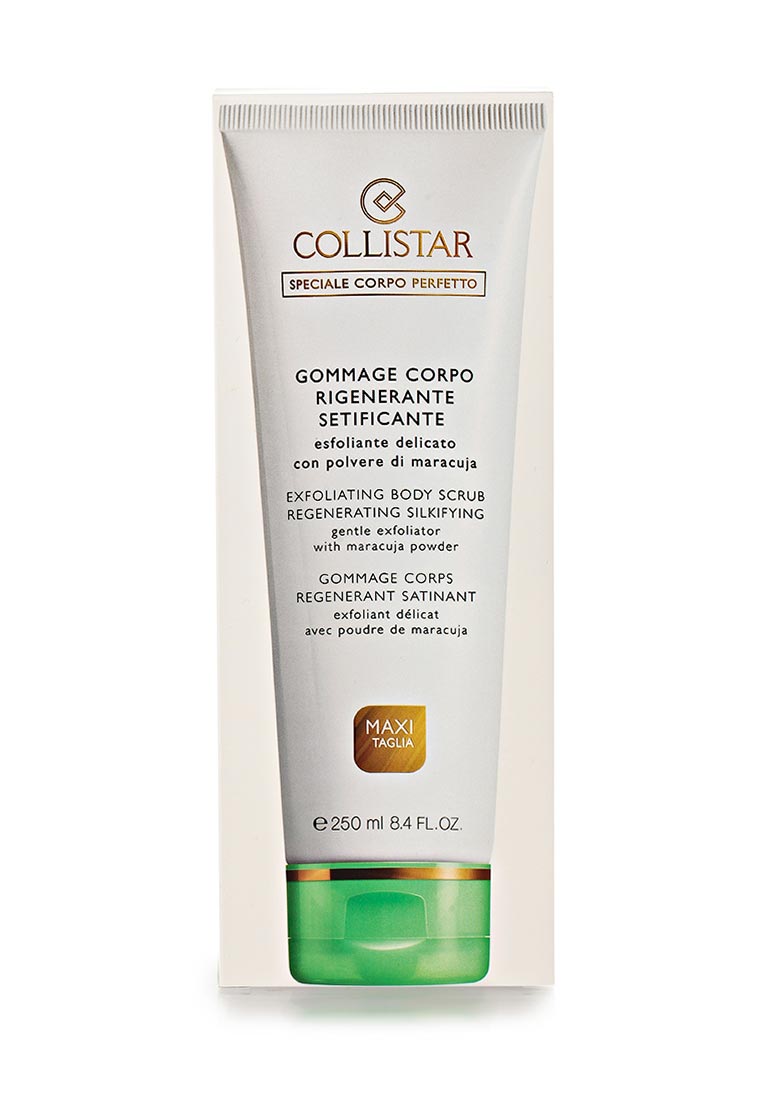 COLLISTAR
SPECIALE CORPO PERFETTO
GOMMAGE CORPO
RIGENERANTE
SETIFICANTE
esfoliante delicato
con polvere di maracuja
EXFOLIATING BODY SCRUB
REGENERATING SILKIFYING
gentle exfoliator
with maracuja powder
GOMMAGE CORPS
REGENERANT SATINANT
exfoliant délicat
avec poudre de maracuja
MAXI
TAGLIA
℮ 250 ml 8.4 FL.OZ.